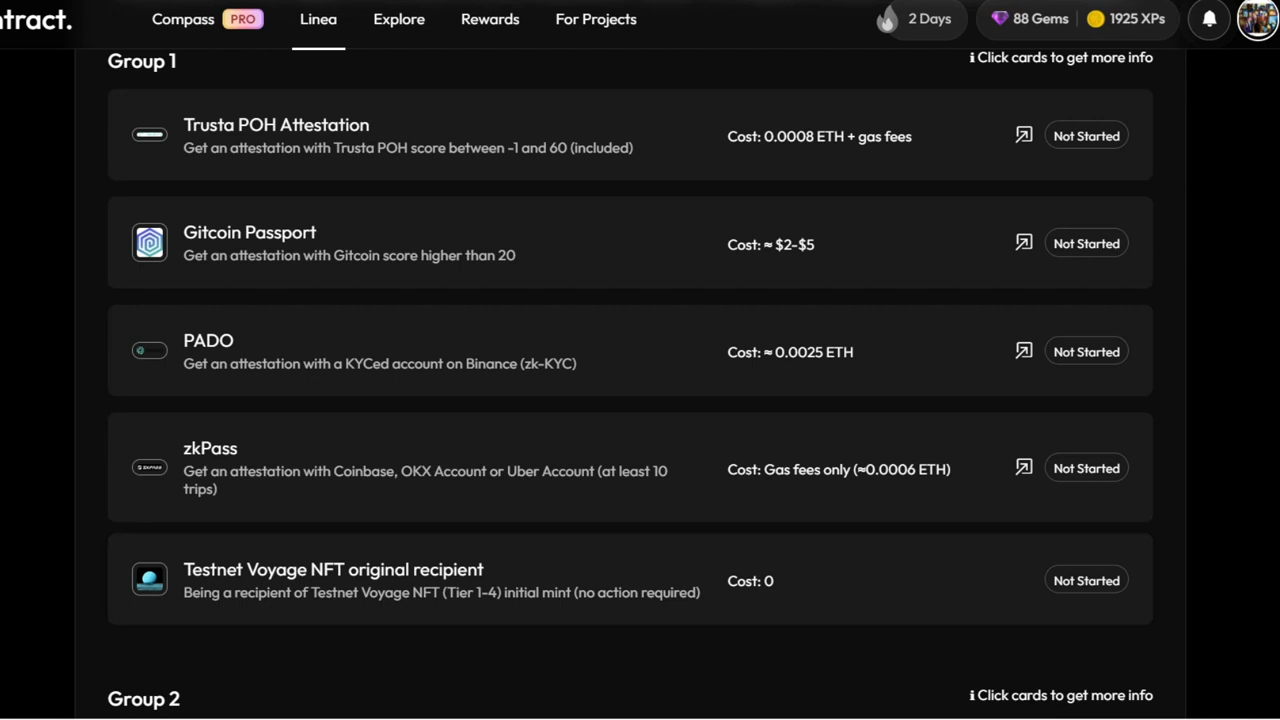 ntract.
Compass PRO Linea Explore Rewards For Projects 2 Days 88 Gems 1925 XPs
Group 1 ℹ Click cards to get more info
Trusta POH Attestation
Get an attestation with Trusta POH score between -1 and 60 (included)
Cost: 0.0008 ETH + gas fees
Not Started
Gitcoin Passport
Get an attestation with Gitcoin score higher than 20
Cost: ≈ $2-$5
Not Started
PADO
Get an attestation with a KYCed account on Binance (zk-KYC)
Cost: ≈ 0.0025 ETH
Not Started
zkPass
Get an attestation with Coinbase, OKX Account or Uber Account (at least 10
trips)
Cost: Gas fees only (≈0.0006 ETH)
Not Started
Testnet Voyage NFT original recipient
Being a recipient of Testnet Voyage NFT (Tier 1-4) initial mint (no action required)
Cost: 0
Not Started
Group 2 ℹ Click cards to get more info